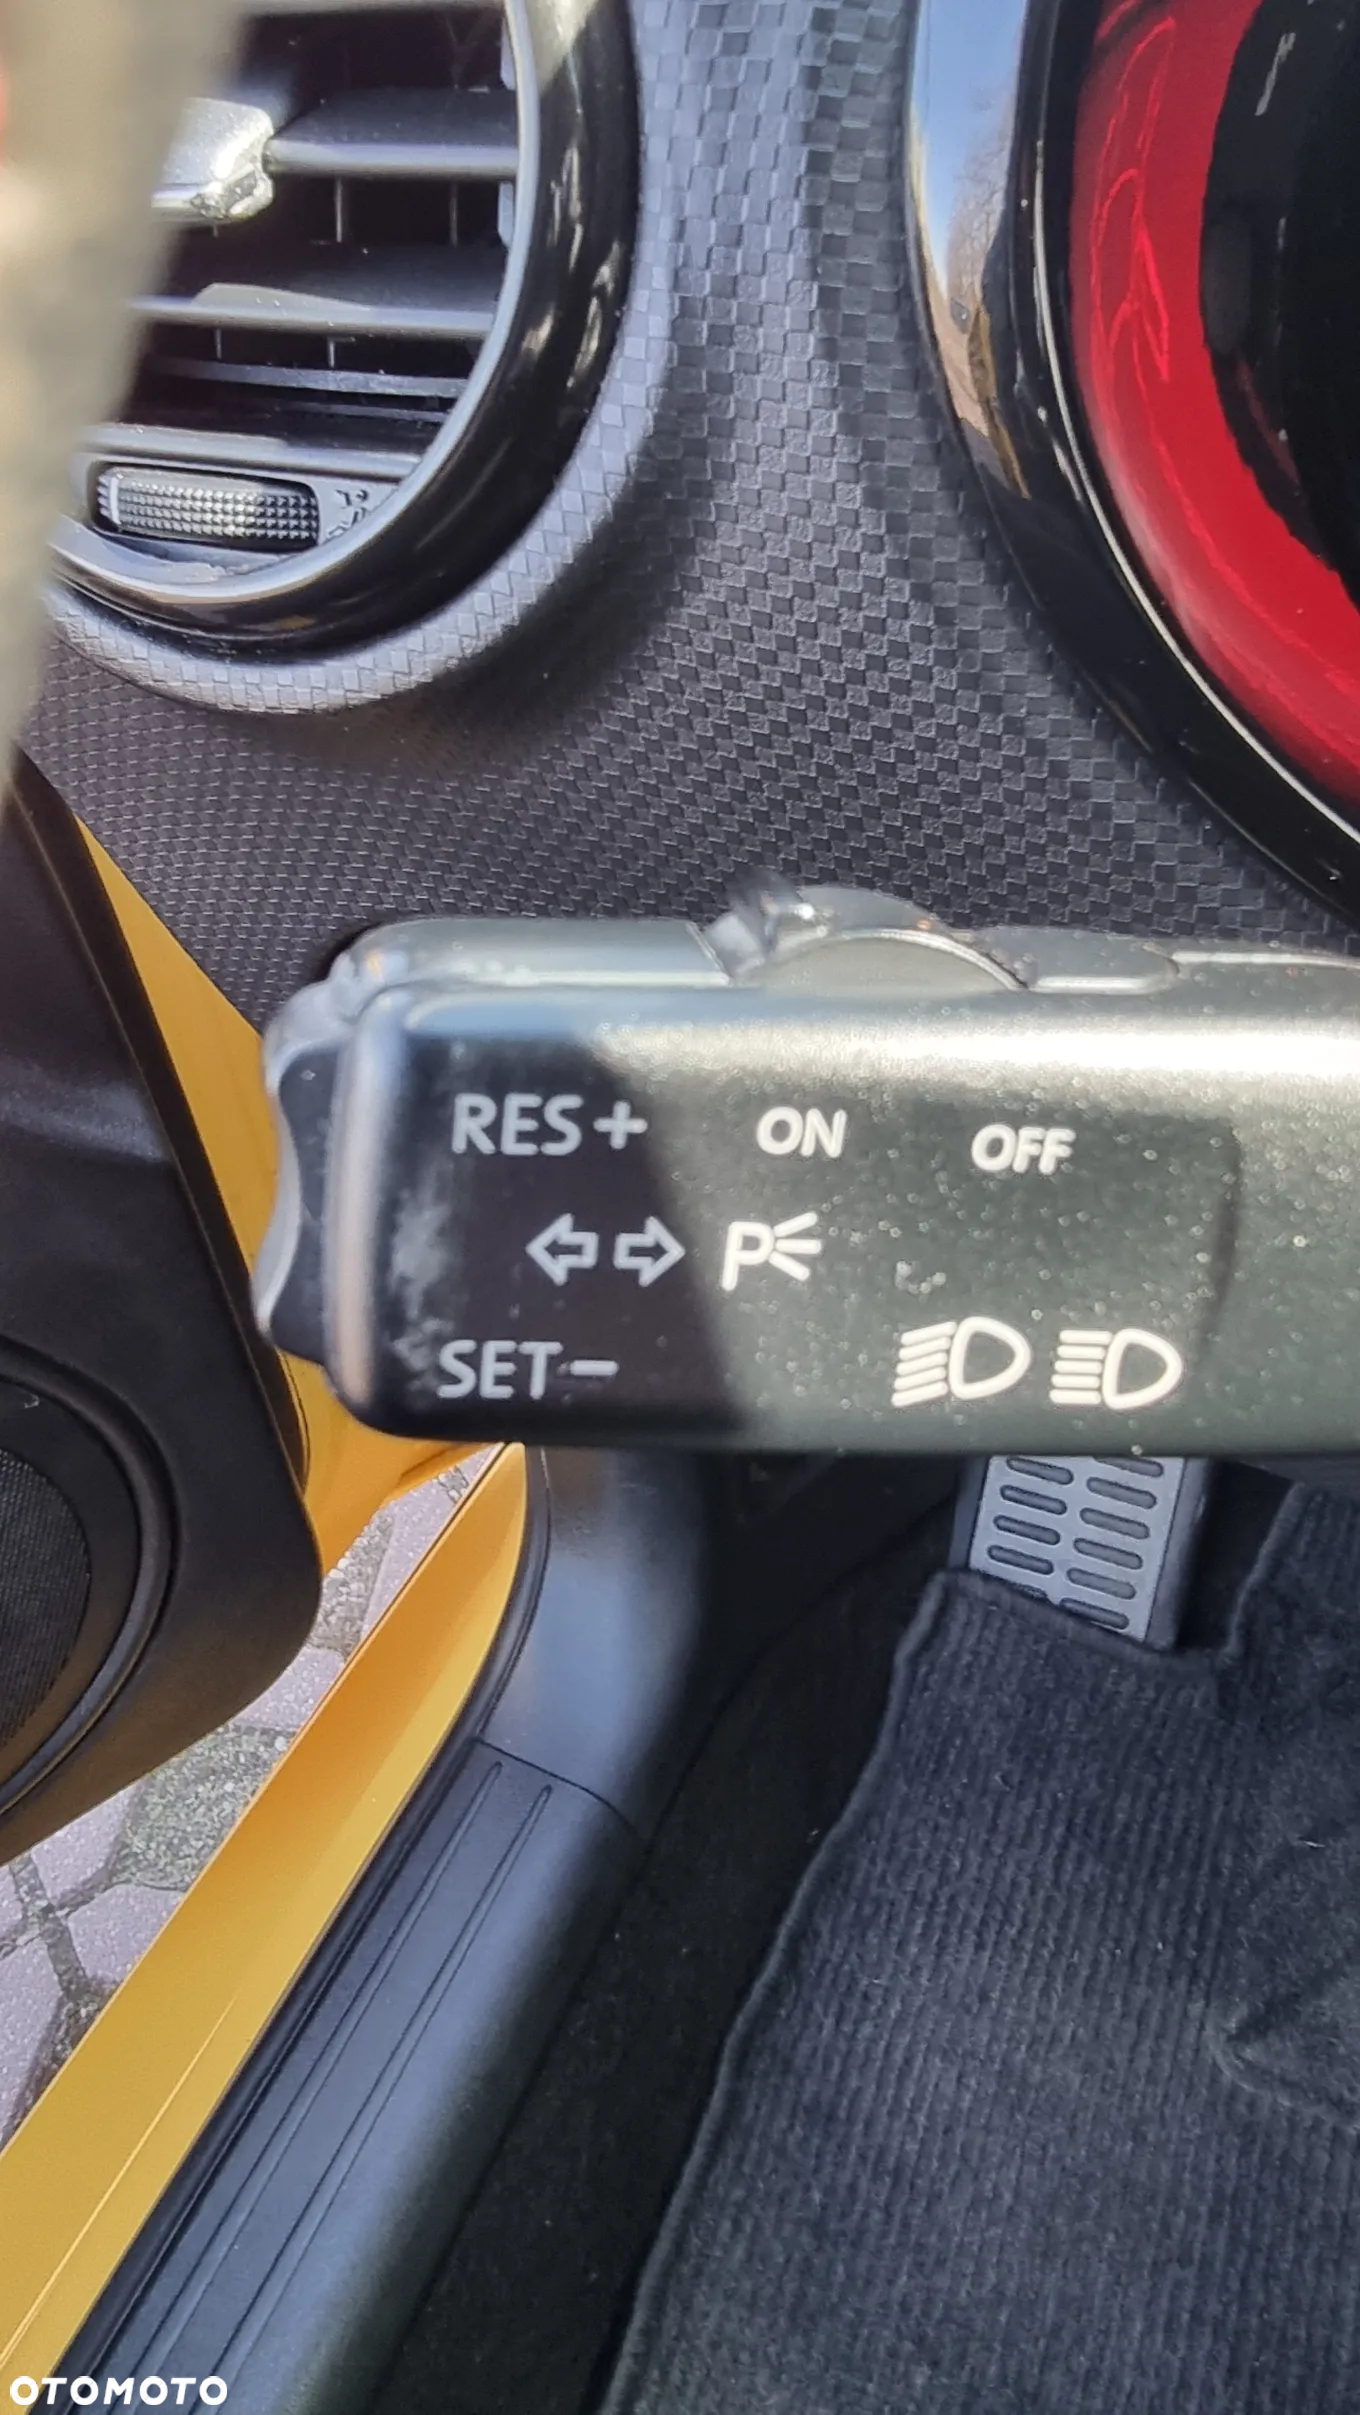 RES+ ON OFF
P
SET-
OTOMOTO